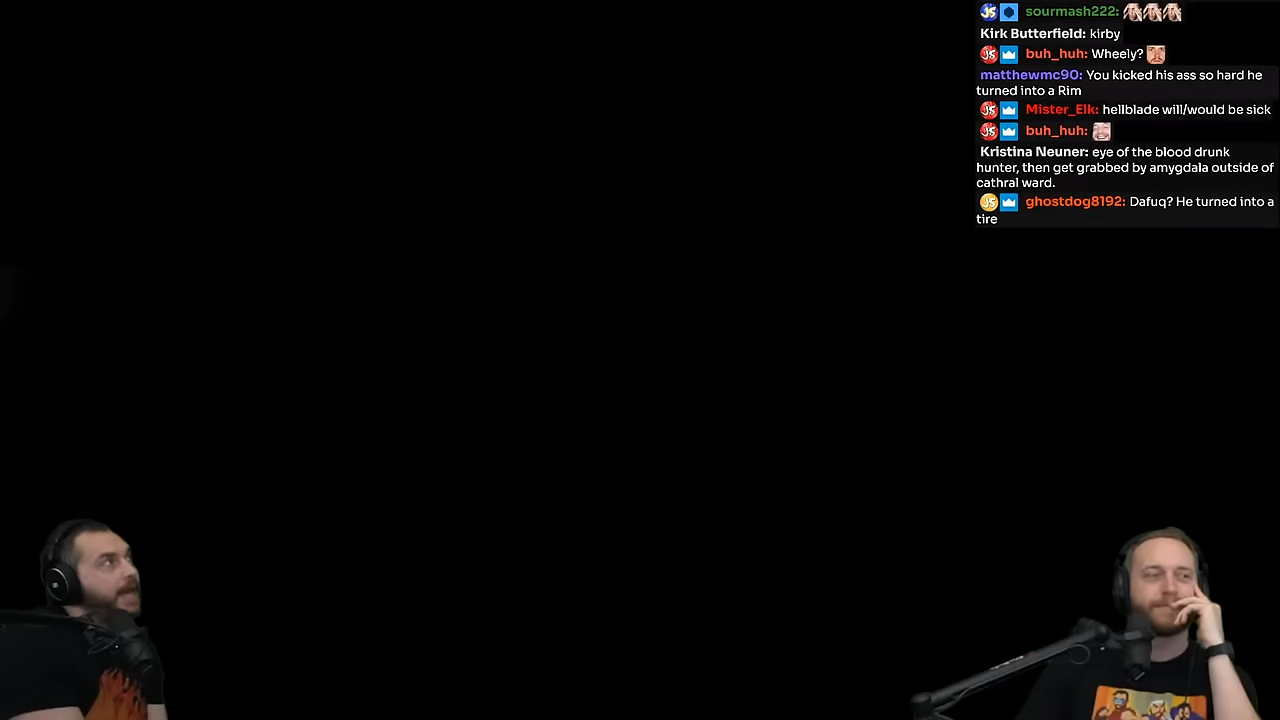 sourmash222:
Kirk Butterfield: kirby
buh_huh: Wheely?
matthewmc90: You kicked his ass so hard he
turned into a Rim
Mister_Elk: hellblade will/would be sick
buh_huh:
Kristina Neuner: eye of the blood drunk
hunter, then get grabbed by amygdala outside of
cathral ward.
ghostdog8192: Dafuq? He turned into a
tire